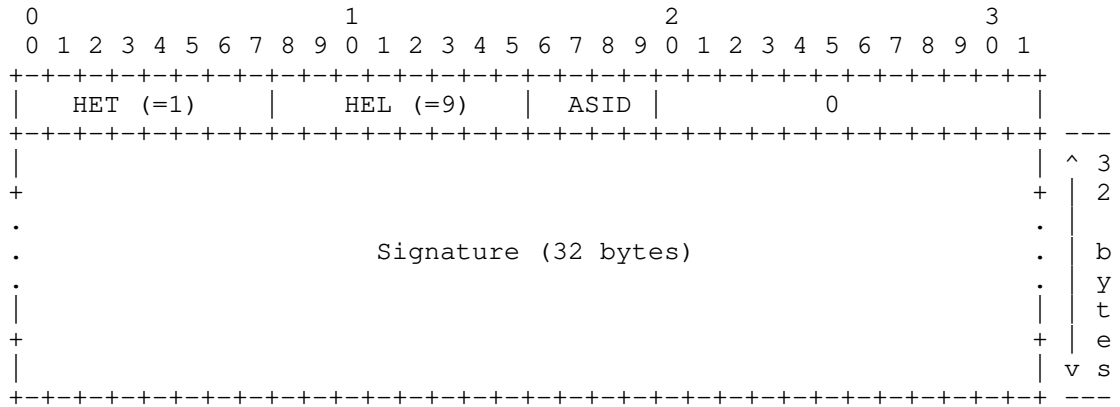 0                   1                   2                   3
0 1 2 3 4 5 6 7 8 9 0 1 2 3 4 5 6 7 8 9 0 1 2 3 4 5 6 7 8 9 0 1
+-+-+-+-+-+-+-+-+-+-+-+-+-+-+-+-+-+-+-+-+-+-+-+-+-+-+-+-+-+-+-+-+
|   HET (=1)    |    HEL (=9)   |  ASID |           0           |
+-+-+-+-+-+-+-+-+-+-+-+-+-+-+-+-+-+-+-+-+-+-+-+-+-+-+-+-+-+-+-+-+ ---
|                                                               | ^ 3
+                                                               + | 2
.                                                               . |
.                      Signature (32 bytes)                     . | b
.                                                               . | y
|                                                               | | t
+                                                               + | e
|                                                               | v s
+-+-+-+-+-+-+-+-+-+-+-+-+-+-+-+-+-+-+-+-+-+-+-+-+-+-+-+-+-+-+-+-+ ---